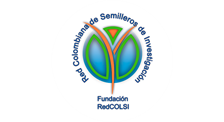 Red Colombiana de Semilleros de Investigación
Fundación
RedCOLSI